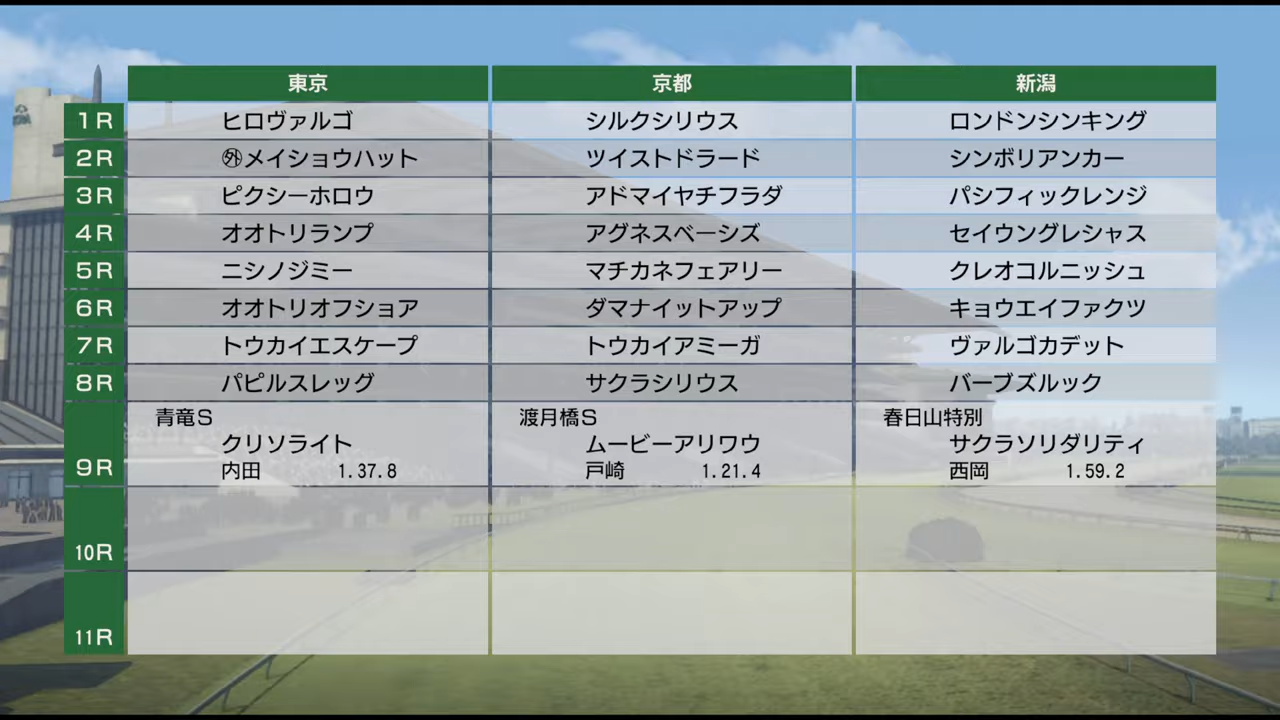 東京 京都 新潟
1R ヒロヴァルゴ シルクシリウス ロンドンシンキング
2R ㊕メイショウハット ツイストドラード シンボリアンカー
3R ピクシーホロウ アドマイヤチフラダ パシフィックレンジ
4R オオトリランプ アグネスベーシズ セイウングレシャス
5R ニシノジミー マチカネフェアリー クレオコルニッシュ
6R オオトリオフショア ダマナイットアップ キョウエイファクツ
7R トウカイエスケープ トウカイアミーガ ヴァルゴカデット
8R パピルスレッグ サクラシリウス バーブズルック
青竜S 渡月橋S 春日山特別
クリソライト ムービーアリワウ サクラソリダリティ
9R 内田 1.37.8 戸崎 1.21.4 西岡 1.59.2
10R
11R